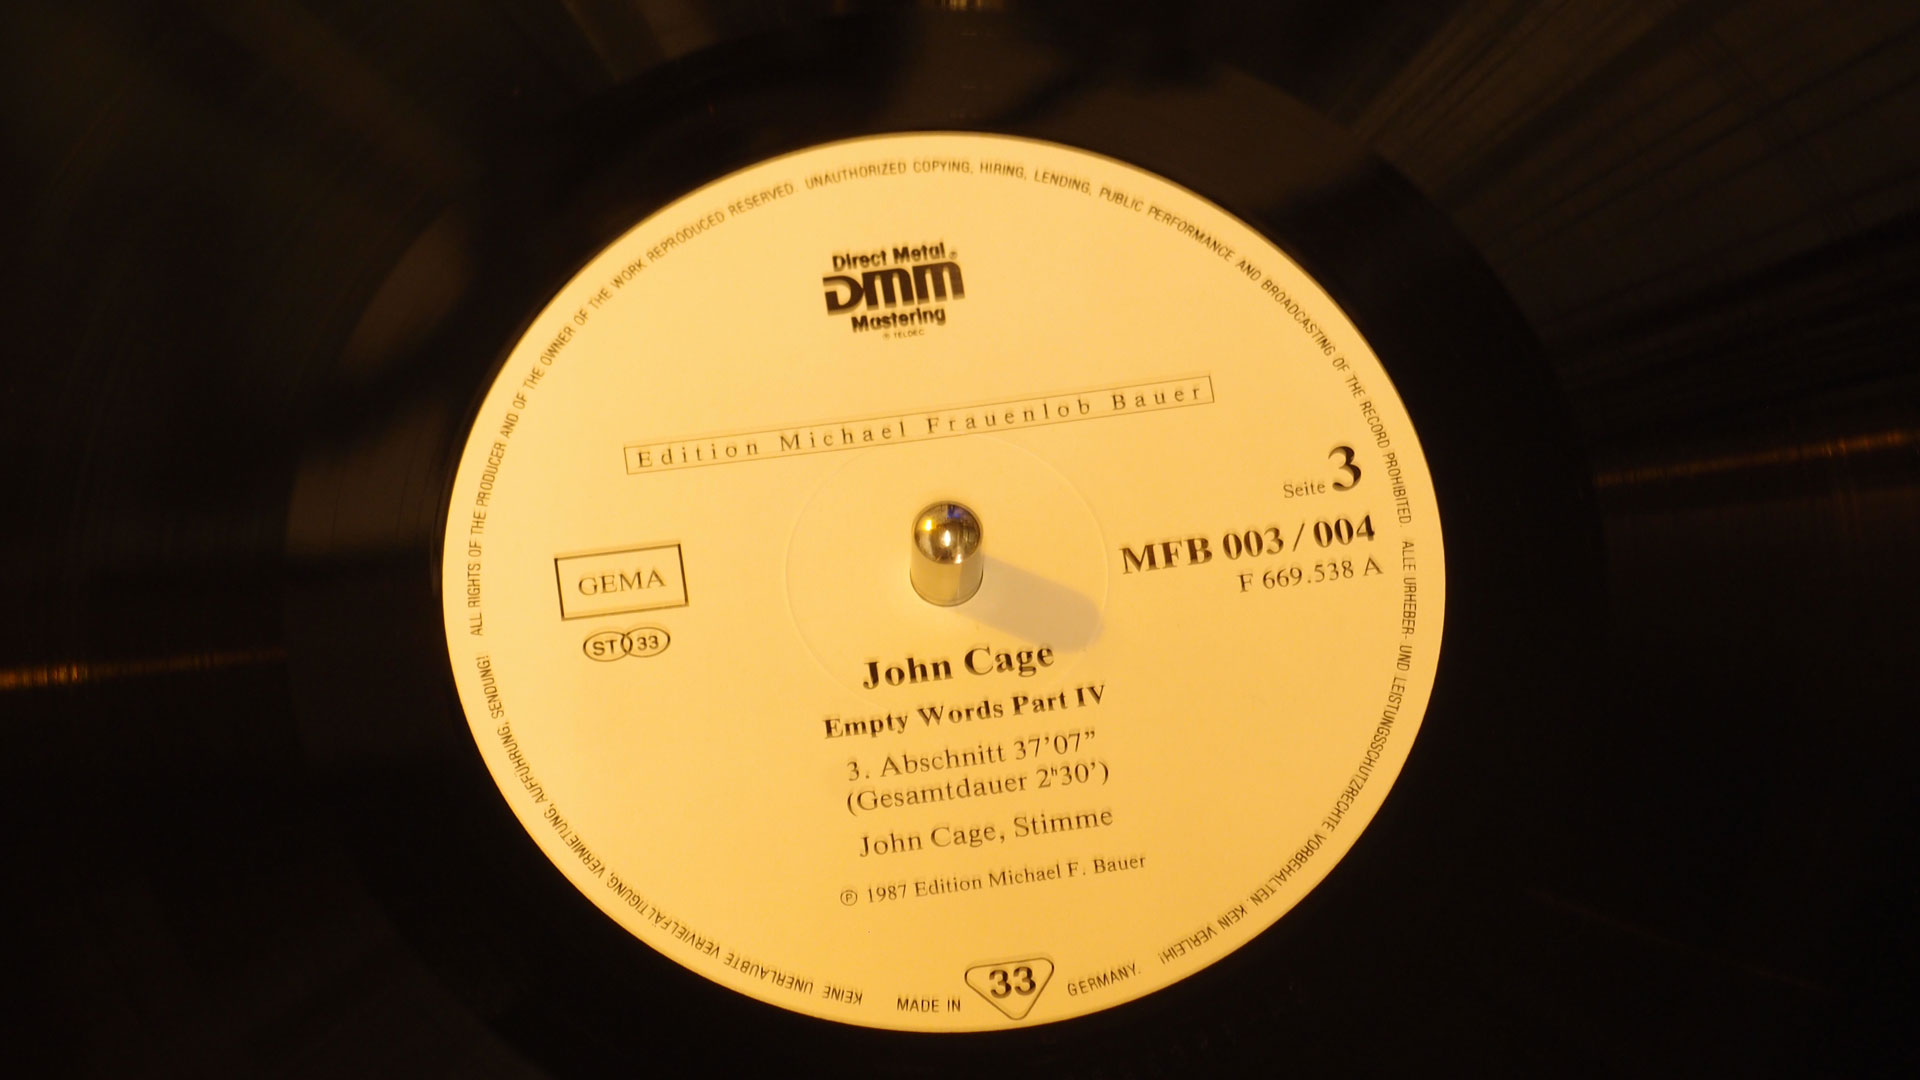 ALL RIGHTS OF THE PRODUCER AND OF THE OWNER OF THE WORK REPRODUCED RESERVED. UNAUTHORIZED COPYING, HIRING, LENDING, PUBLIC PERFORMANCE AND BROADCASTING OF THE RECORD PROHIBITED.
Direct Metal ®
DMM
Mastering
® TELDEC
Edition Michael Frauenlob Bauer
Seite 3
MFB 003 / 004
F 669.538 A
GEMA
ST 33
John Cage
Empty Words Part IV
3. Abschnitt 37’07”
(Gesamtdauer 2ʰ30’)
John Cage, Stimme
℗ 1987 Edition Michael F. Bauer
ALLE URHEBER- UND LEISTUNGSSCHUTZRECHTE VORBEHALTEN. KEIN VERLEIH!
KEINE UNERLAUBTE VERVIELFÄLTIGUNG, VERMIETUNG, AUFFÜHRUNG, SENDUNG!
MADE IN 33 GERMANY.